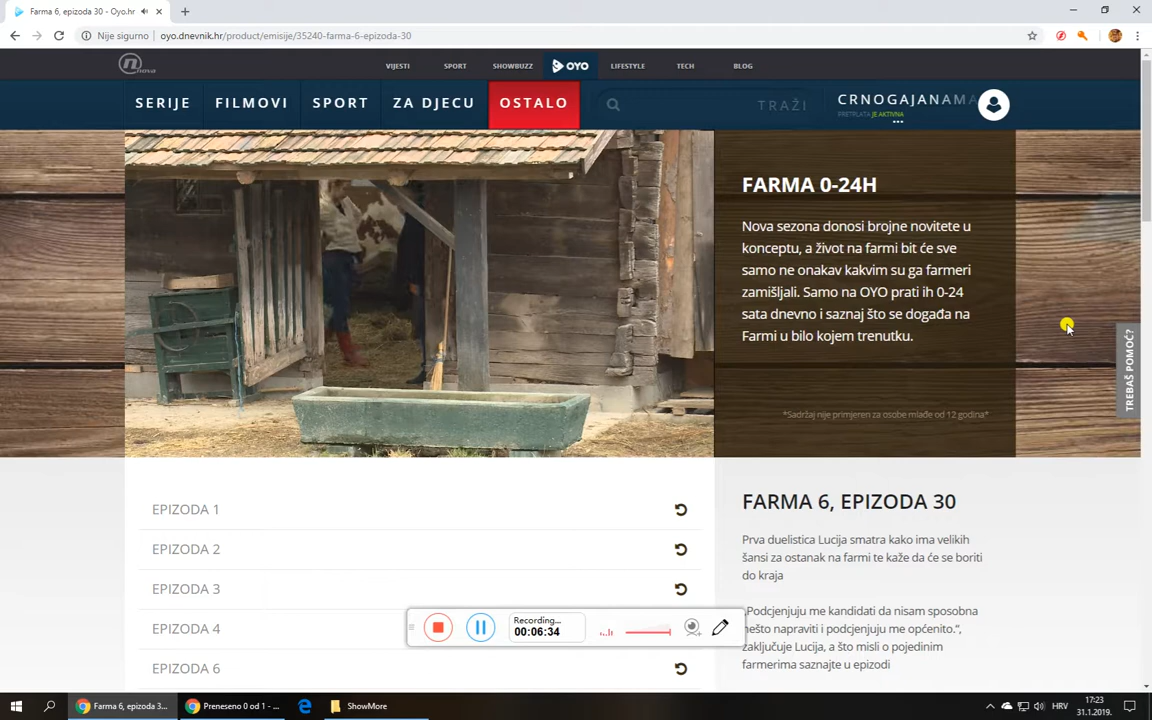 Farma 6, epizoda 30 - Oyo.hr
Nije sigurno
oyo.dnevnik.hr/product/emisije/35240-farma-6-epizoda-30
nova
VIJESTI
SPORT
SHOWBUZZ
OYO
LIFESTYLE
TECH
BLOG
SERIJE
FILMOVI
SPORT
ZA DJECU
OSTALO
TRAŽI
CRNOGAJANAMA
PRETPLATA JE AKTIVNA
FARMA 0-24H
Nova sezona donosi brojne novitete u
konceptu, a život na farmi bit će sve
samo ne onakav kakvim su ga farmeri
zamišljali. Samo na OYO prati ih 0-24
sata dnevno i saznaj što se događa na
Farmi u bilo kojem trenutku.
*Sadržaj nije primjeren za osobe mlađe od 12 godina*
TREBAŠ POMOĆ?
EPIZODA 1
EPIZODA 2
EPIZODA 3
EPIZODA 4
EPIZODA 6
FARMA 6, EPIZODA 30
Prva duelistica Lucija smatra kako ima velikih
šansi za ostanak na farmi te kaže da će se boriti
do kraja
„Podcjenjuju me kandidati da nisam sposobna
nešto napraviti i podcjenjuju me općenito.“,
zaključuje Lucija, a što misli o pojedinim
farmerima saznajte u epizodi
Recording...
00:06:34
Farma 6, epizoda 3...
Preneseno 0 od 1 - ...
ShowMore
HRV
17:23
31.1.2019.